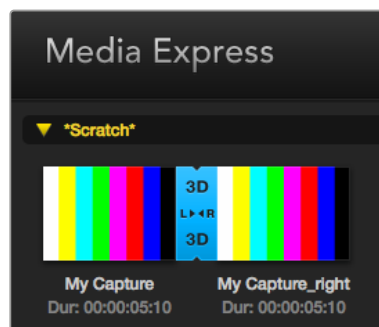 Media Express
*Scratch*
3D
L R
3D
My Capture My Capture_right
Dur: 00:00:05:10 Dur: 00:00:05:10